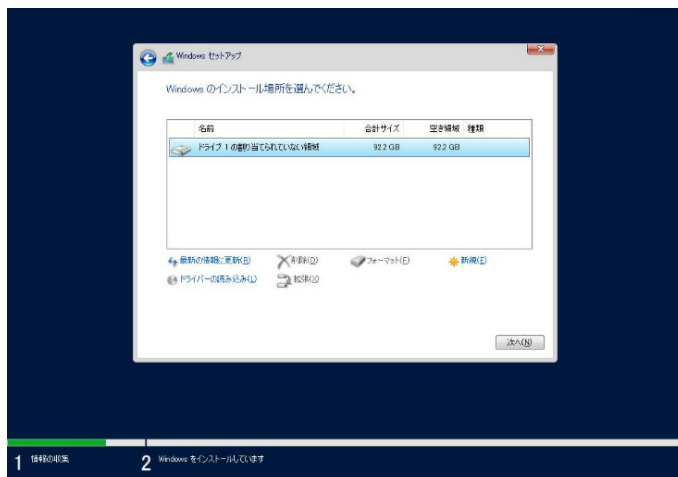 Windows セットアップ
Windows のインストール場所を選んでください。
名前 合計サイズ 空き領域 種類
ドライブ 1 の割り当てられていない領域 92.2 GB 92.2 GB
最新の情報に更新(R) 削除(D) フォーマット(F) 新規(E)
ドライバーの読み込み(L) 拡張(X)
次へ(N)
1 情報の収集 2 Windows をインストールしています